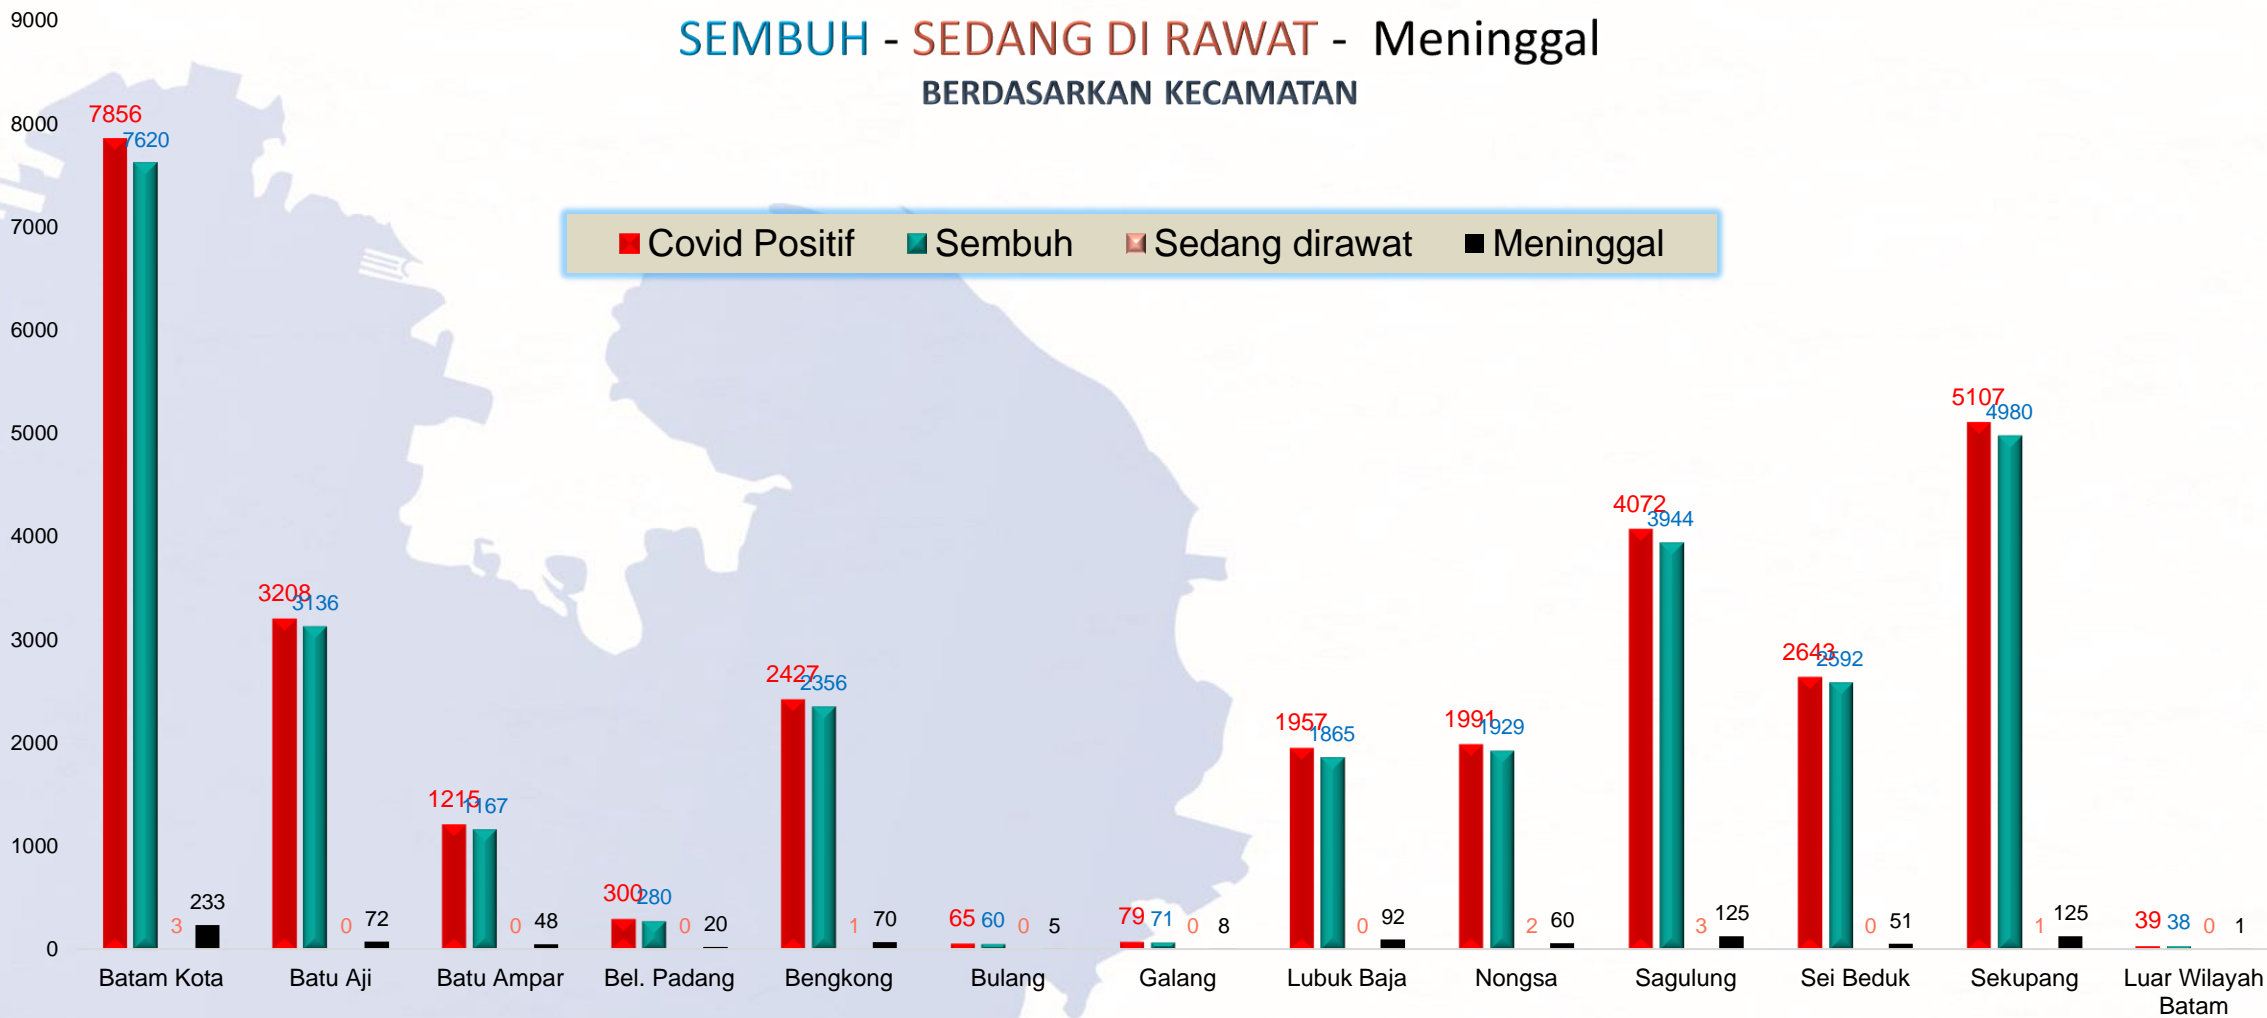 SEMBUH - SEDANG DI RAWAT - Meninggal
BERDASARKAN KECAMATAN
Covid Positif Sembuh Sedang dirawat Meninggal
9000
8000
7000
6000
5000
4000
3000
2000
1000
0
7856 7620 3 233
3208 3136 0 72
1215 1167 0 48
300 280 0 20
2427 2356 1 70
65 60 0 5
79 71 0 8
1957 1865 0 92
1991 1929 2 60
4072 3944 3 125
2643 2592 0 51
5107 4980 1 125
39 38 0 1
Batam Kota Batu Aji Batu Ampar Bel. Padang Bengkong Bulang Galang Lubuk Baja Nongsa Sagulung Sei Beduk Sekupang Luar Wilayah
Batam